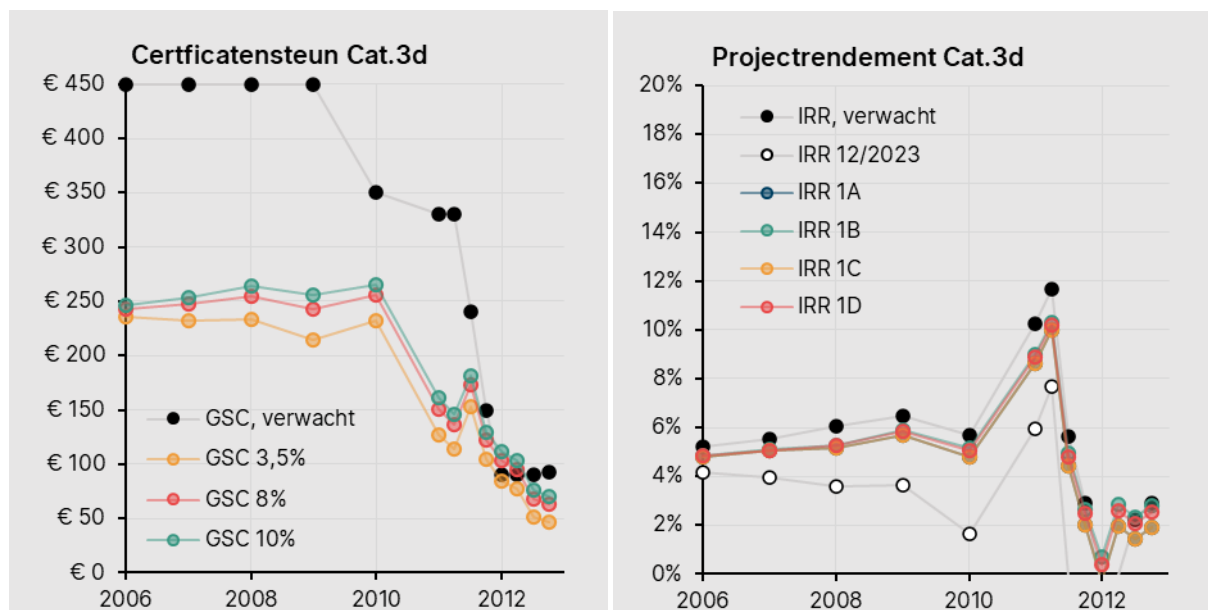 Certficatensteun Cat.3d
€ 450
€ 400
€ 350
€ 300
€ 250
€ 200
€ 150
€ 100
€ 50
€ 0
GSC, verwacht
GSC 3,5%
GSC 8%
GSC 10%
2006
2008
2010
2012
Projectrendement Cat.3d
20%
18%
16%
14%
12%
10%
8%
6%
4%
2%
0%
IRR, verwacht
IRR 12/2023
IRR 1A
IRR 1B
IRR 1C
IRR 1D
2006
2008
2010
2012